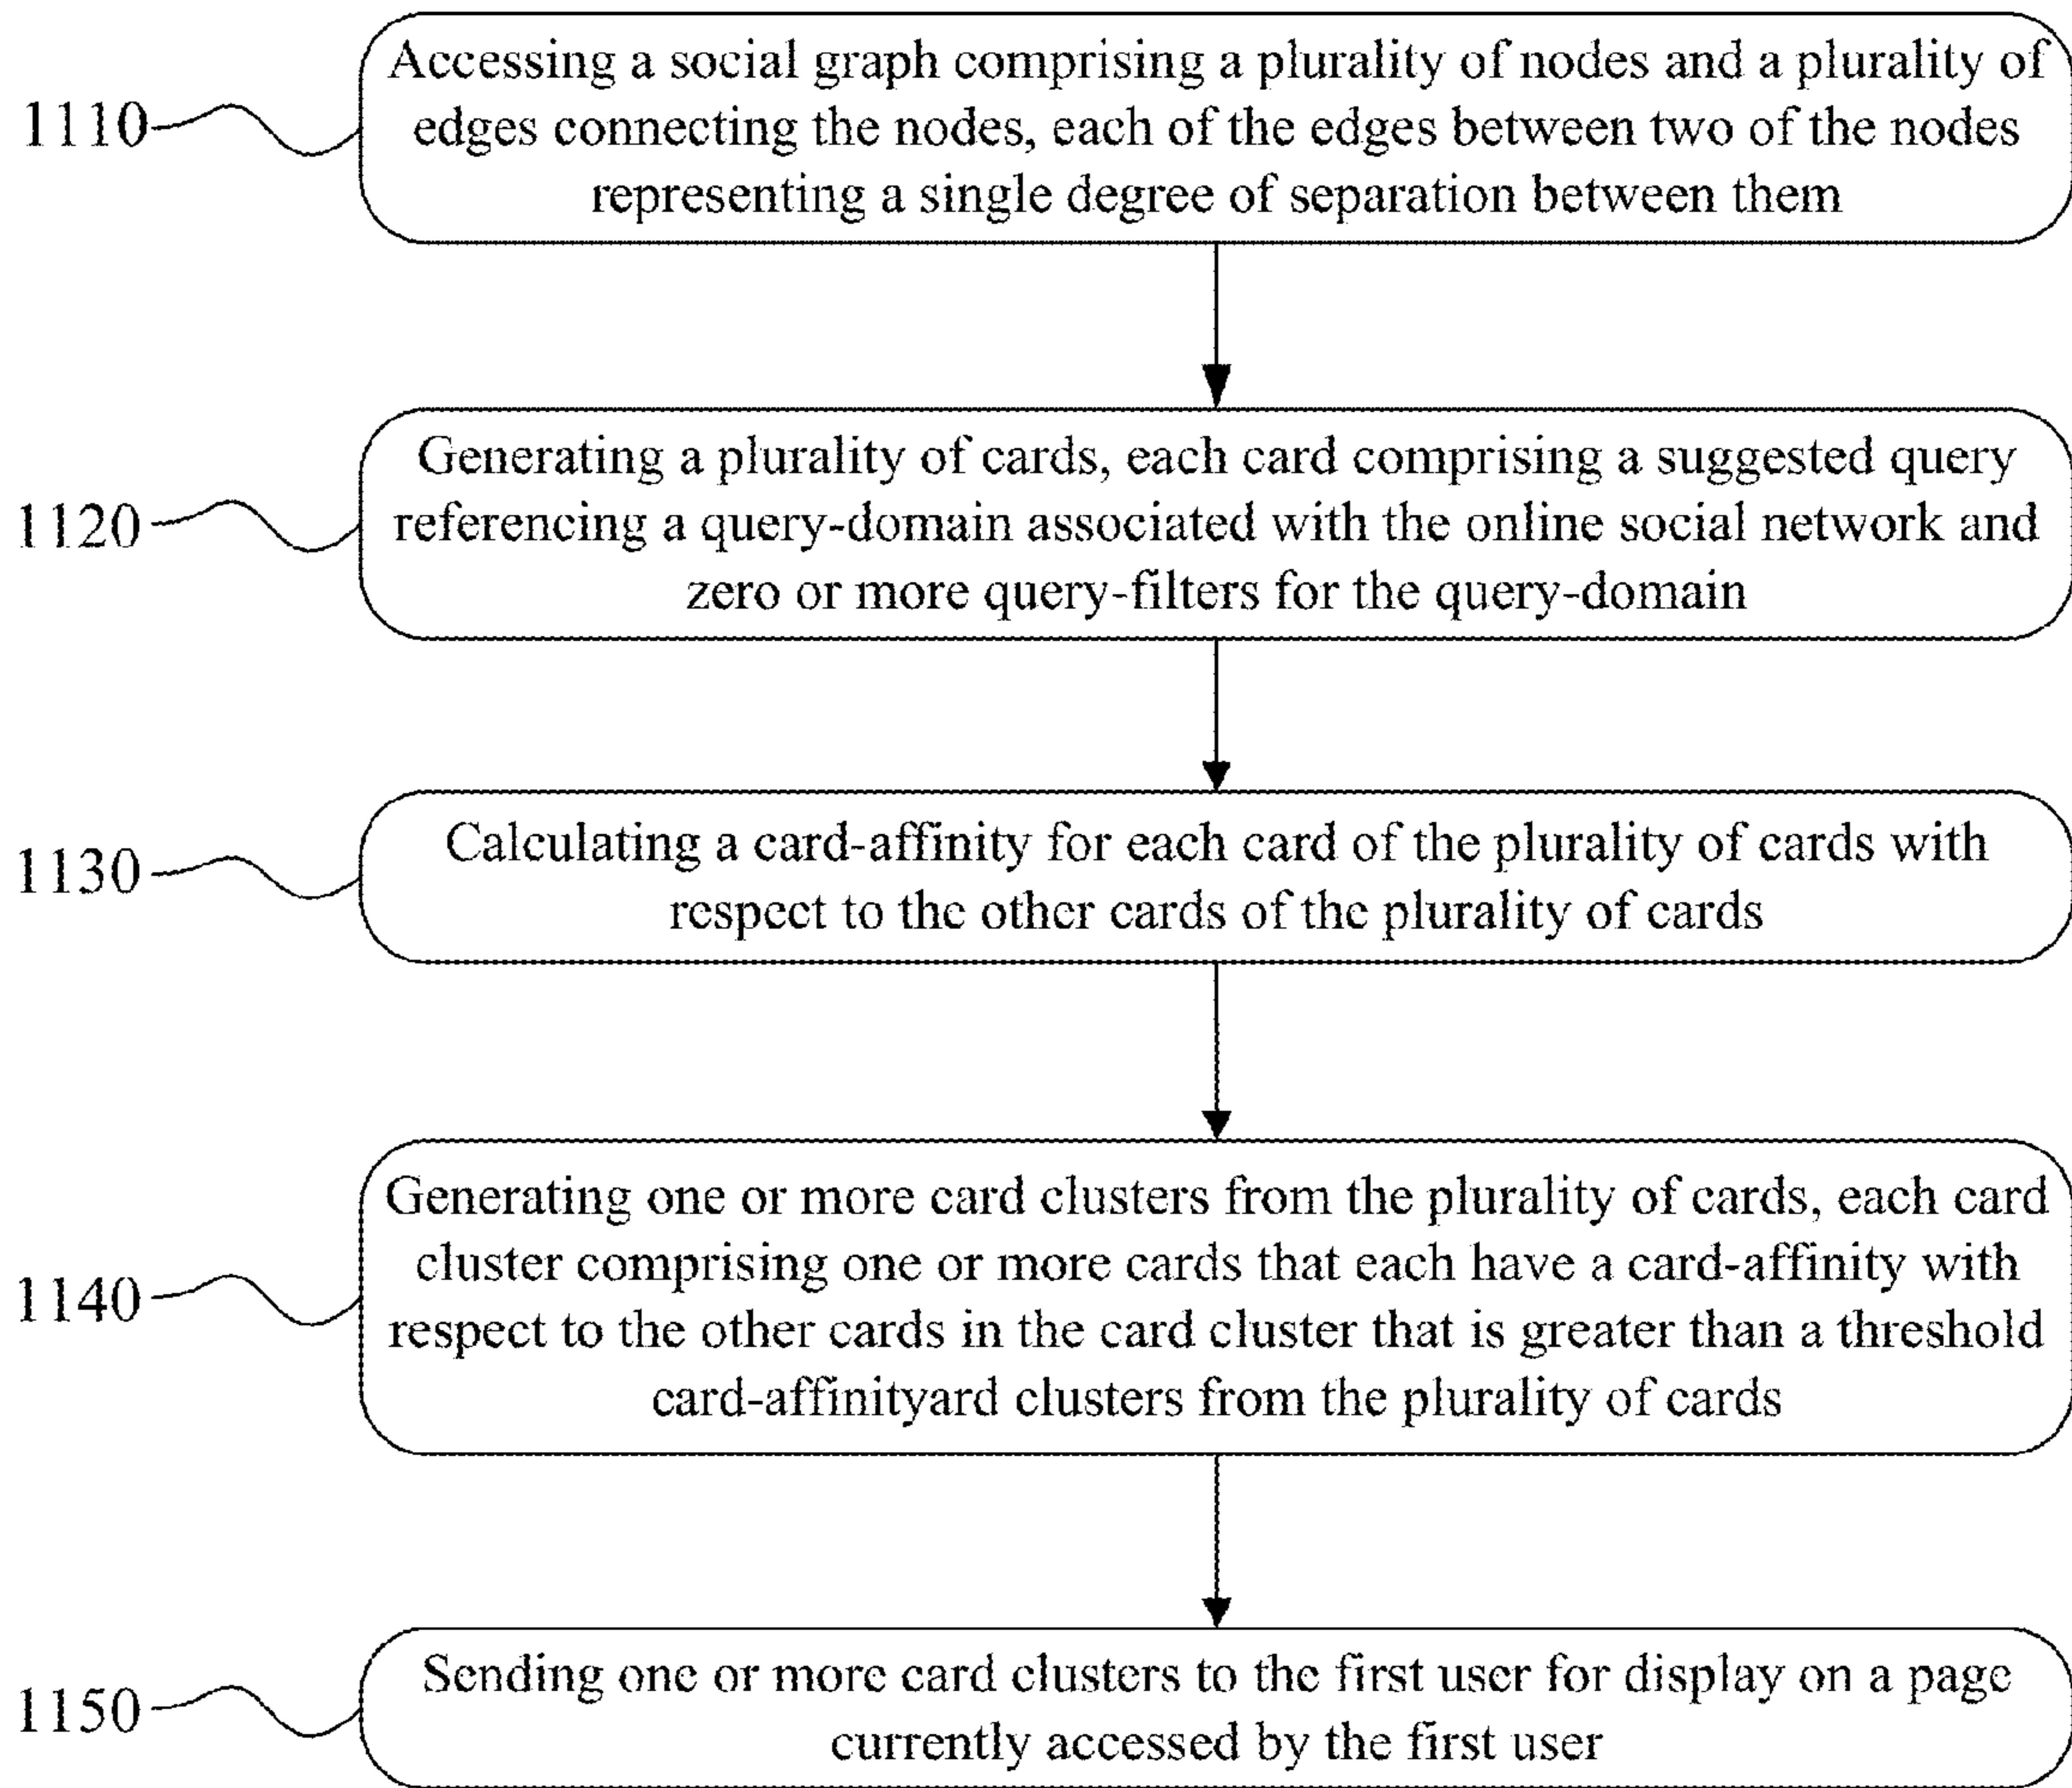 Accessing a social graph comprising a plurality of nodes and a plurality of
1110
edges connecting the nodes, each of the edges between two of the nodes
representing a single degree of separation between them
Generating a plurality of cards, each card comprising a suggested query
1120
referencing a query-domain associated with the online social network and
zero or more query-filters for the query-domain
Calculating a card-affinity for each card of the plurality of cards with
1130
respect to the other cards of the plurality of cards
Generating one or more card clusters from the plurality of cards, each card
cluster comprising one or more cards that each have a card-affinity with
1140
respect to the other cards in the card cluster that is greater than a threshold
card-affinityard clusters from the plurality of cards
Sending one or more card clusters to the first user for display on a page
1150
currently accessed by the first user